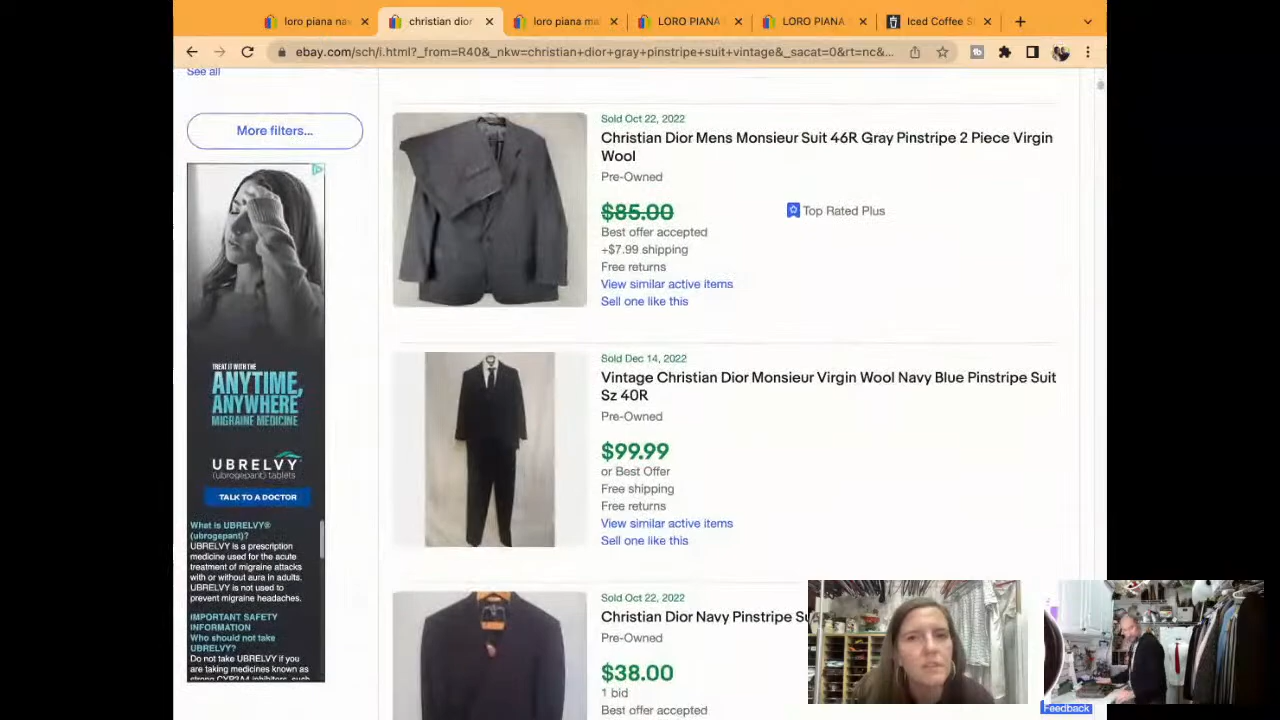 loro piana na
christian dior
loro piana ma
LORO PIANA
LORO PIANA
Iced Coffee S
ebay.com/sch/i.html?_from=R40&_nkw=christian+dior+gray+pinstripe+suit+vintage&_sacat=0&rt=nc&...
See all
More filters...
TREAT IT WITH THE
ANYTIME,
ANYWHERE
MIGRAINE MEDICINE
UBRELVY
(ubrogepant) tablets
TALK TO A DOCTOR
What is UBRELVY®
(ubrogepant)?
UBRELVY is a prescription
medicine used for the acute
treatment of migraine attacks
with or without aura in adults.
UBRELVY is not used to
prevent migraine headaches.
IMPORTANT SAFETY
INFORMATION
Who should not take
UBRELVY?
Do not take UBRELVY if you
are taking medicines known as
strong CYP3A4 inhibitors, such
Sold Oct 22, 2022
Christian Dior Mens Monsieur Suit 46R Gray Pinstripe 2 Piece Virgin
Wool
Pre-Owned
$85.00
Top Rated Plus
Best offer accepted
+$7.99 shipping
Free returns
View similar active items
Sell one like this
Sold Dec 14, 2022
Vintage Christian Dior Monsieur Virgin Wool Navy Blue Pinstripe Suit
Sz 40R
Pre-Owned
$99.99
or Best Offer
Free shipping
Free returns
View similar active items
Sell one like this
Sold Oct 22, 2022
Christian Dior Navy Pinstripe Su
Pre-Owned
$38.00
1 bid
Best offer accepted
Feedback